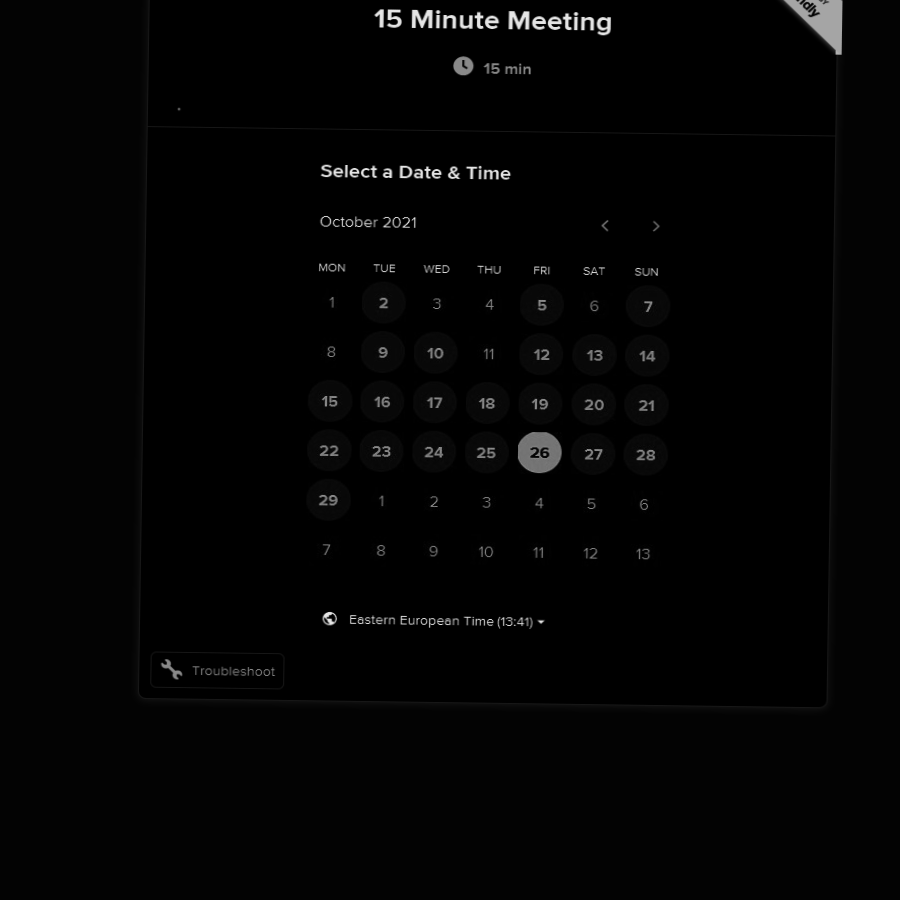 15 Minute Meeting
15 min
Select a Date & Time
October 2021
MON TUE WED THU FRI SAT SUN
1 2 3 4 5 6 7
8 9 10 11 12 13 14
15 16 17 18 19 20 21
22 23 24 25 26 27 28
29 1 2 3 4 5 6
7 8 9 10 11 12 13
Eastern European Time (13:41)
Troubleshoot